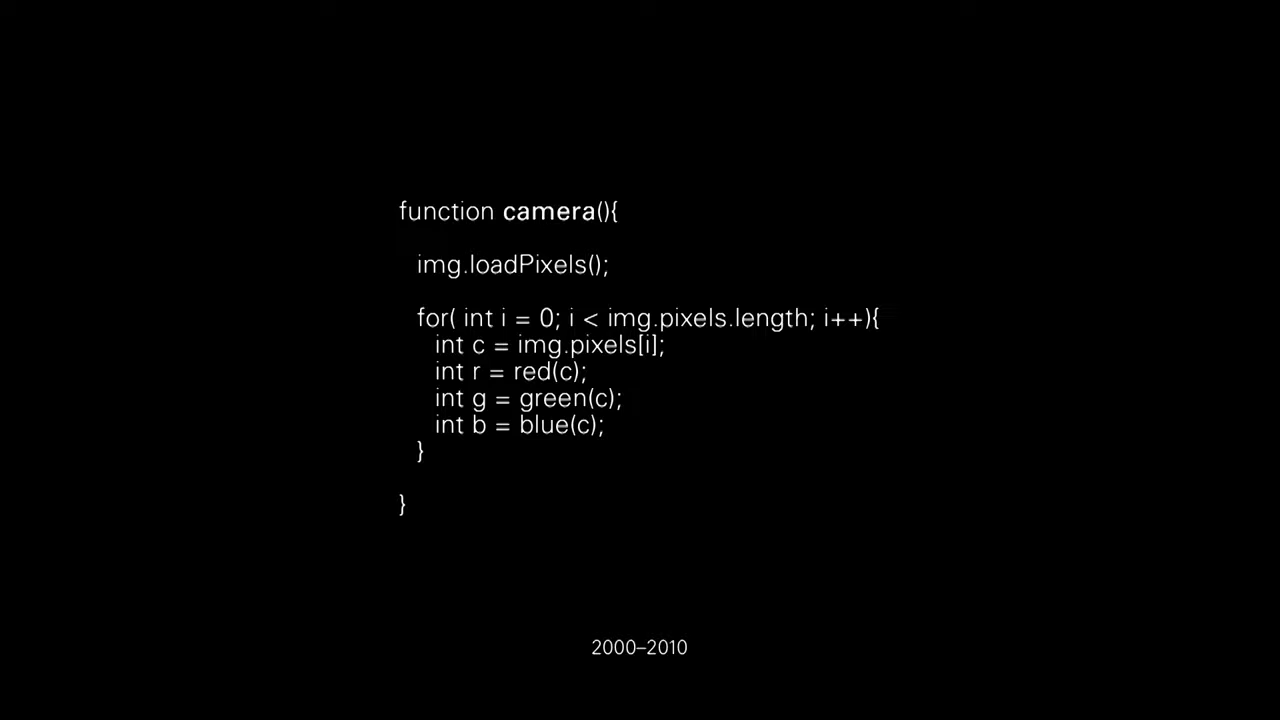 function camera(){
img.loadPixels();
for( int i = 0; i < img.pixels.length; i++){
int c = img.pixels[i];
int r = red(c);
int g = green(c);
int b = blue(c);
}
}
2000–2010